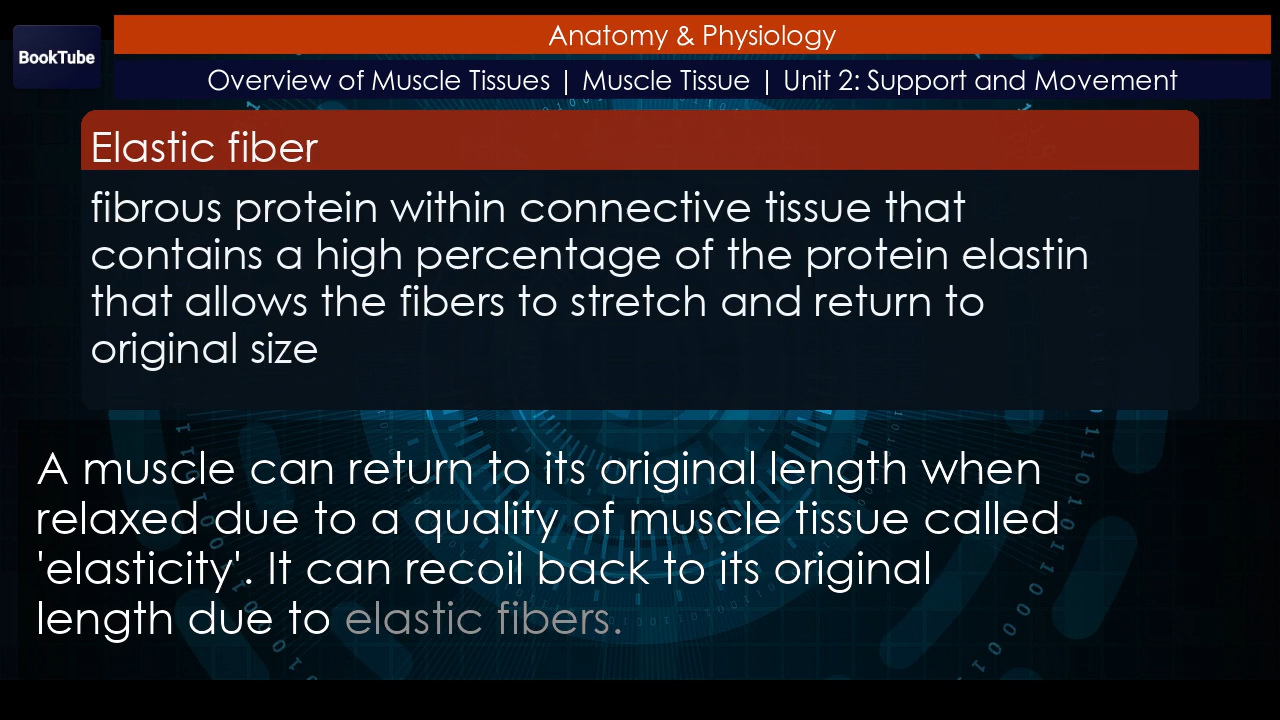 BookTube
Anatomy & Physiology
Overview of Muscle Tissues | Muscle Tissue | Unit 2: Support and Movement
Elastic fiber
fibrous protein within connective tissue that
contains a high percentage of the protein elastin
that allows the fibers to stretch and return to
original size
A muscle can return to its original length when
relaxed due to a quality of muscle tissue called
'elasticity'. It can recoil back to its original
length due to elastic fibers.